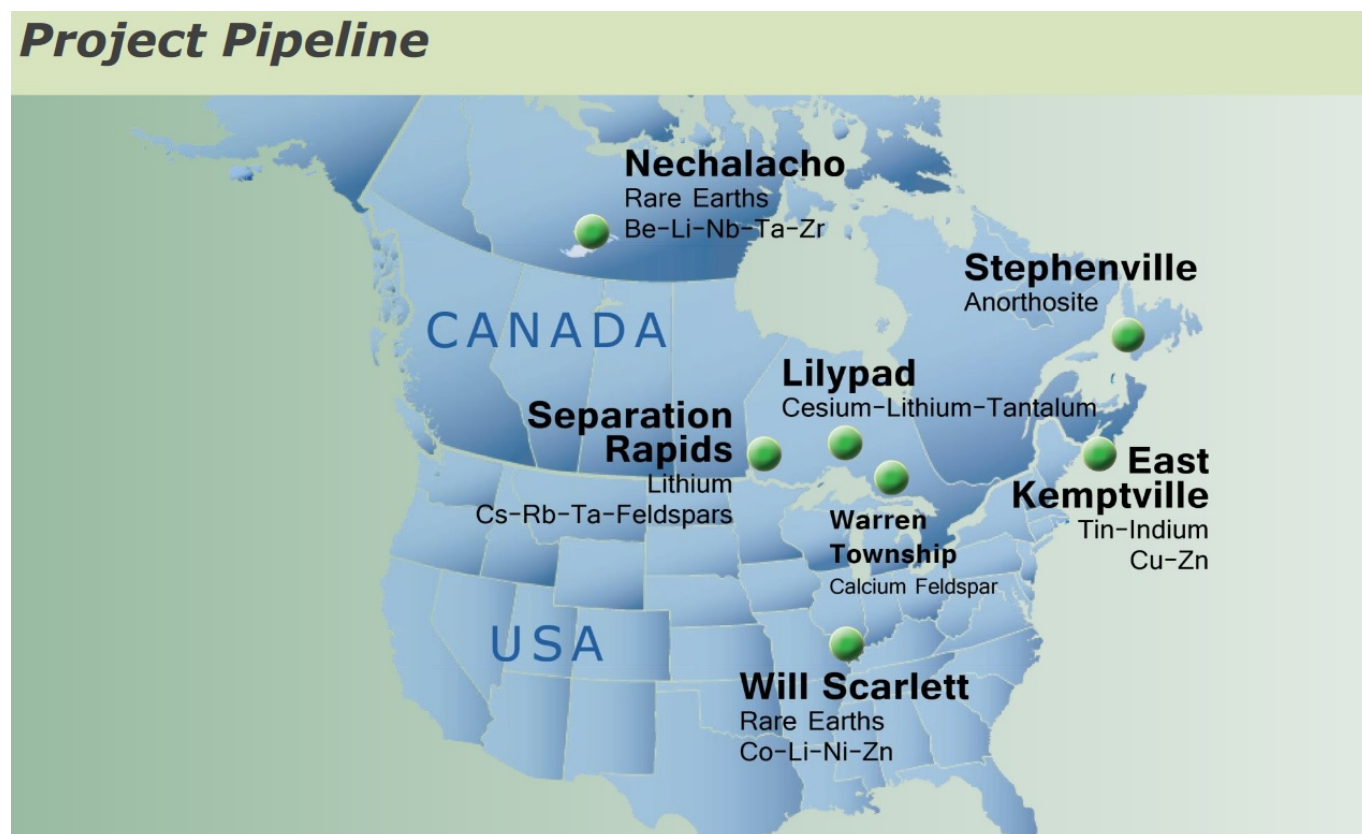 Project Pipeline
Nechalacho
Rare Earths
Be-Li-Nb-Ta-Zr
Stephenville
Anorthosite
CANADA
Lilypad
Cesium-Lithium-Tantalum
Separation
Rapids
Lithium
Cs-Rb-Ta-Feldspars
East
Kemptville
Tin-Indium
Cu-Zn
Warren
Township
Calcium Feldspar
USA
Will Scarlett
Rare Earths
Co-Li-Ni-Zn